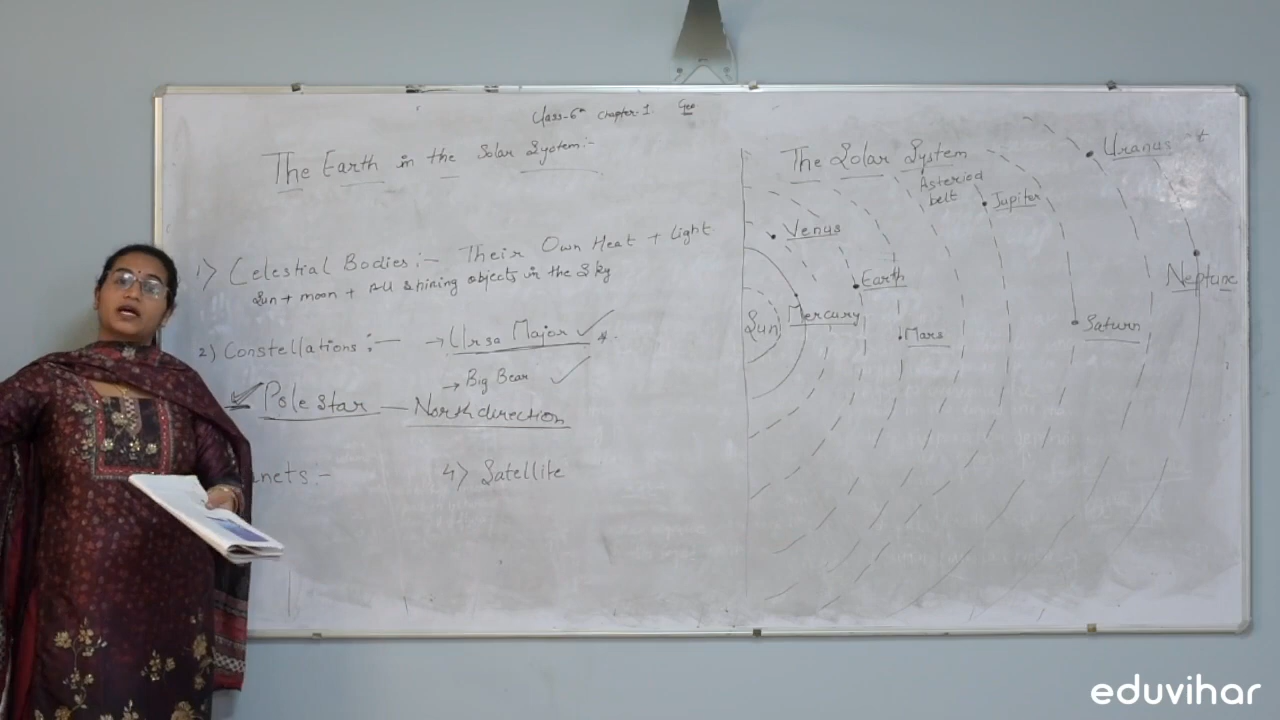 Class-6th Chapter-1 Geo
The Earth in the Solar System:-
1) Celestial Bodies:- Their Own Heat + Light
Sun + moon + All shining objects in the Sky
2) Constellations:- → Ursa Major
→ Big Bear
Pole Star — North direction
anets:- 4) Satellite
The Solar System
Asteriod
belt
Uranus
Jupiter
Venus
Earth
Neptune
Sun
Mercury
Mars
Saturn
eduvihar